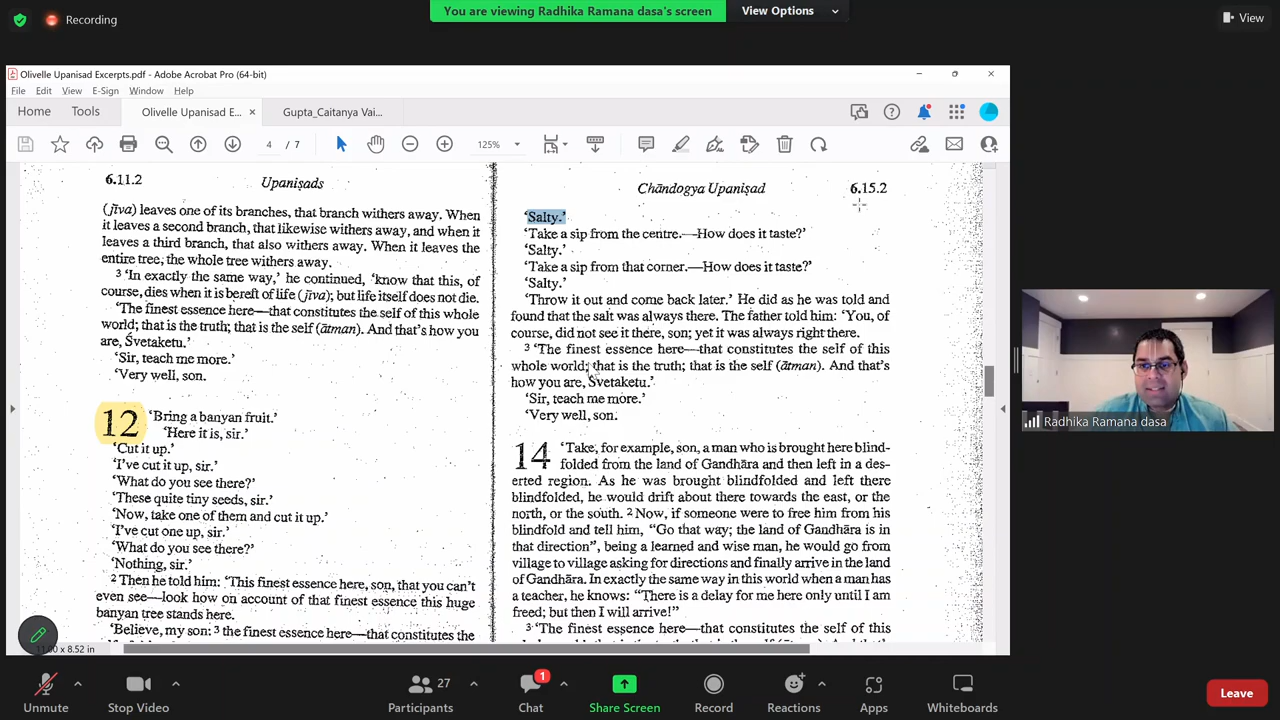 Recording
You are viewing Radhika Ramana dasa's screen
View Options
View
Olivelle Upanisad Excerpts.pdf - Adobe Acrobat Pro (64-bit)
File Edit View E-Sign Window Help
Home Tools Olivelle Upanisad E... × Gupta_Caitanya Vai...
4 / 7 125%
6.11.2 Upaniṣads
(jīva) leaves one of its branches, that branch withers away. When
it leaves a second branch, that likewise withers away, and when it
leaves a third branch, that also withers away. When it leaves the
entire tree, the whole tree withers away.
3 'In exactly the same way,' he continued, 'know that this, of
course, dies when it is bereft of life (jīva); but life itself does not die.
'The finest essence here—that constitutes the self of this whole
world; that is the truth; that is the self (ātman). And that's how you
are, Śvetaketu.'
'Sir, teach me more.'
'Very well, son.
12 'Bring a banyan fruit.'
'Here it is, sir.'
'Cut it up.'
'I've cut it up, sir.'
'What do you see there?'
'These quite tiny seeds, sir.'
'Now, take one of them and cut it up.'
'I've cut one up, sir.'
'What do you see there?'
'Nothing, sir.'
2 Then he told him: 'This finest essence here, son, that you can't
even see—look how on account of that finest essence this huge
banyan tree stands here.
'Believe, my son: 3 the finest essence here—that constitutes the
Chāndogya Upaniṣad 6.15.2
'Salty.'
'Take a sip from the centre.—How does it taste?'
'Salty.'
'Take a sip from that corner.—How does it taste?'
'Salty.'
'Throw it out and come back later.' He did as he was told and
found that the salt was always there. The father told him: 'You, of
course, did not see it there, son; yet it was always right there.
3 'The finest essence here—that constitutes the self of this
whole world; that is the truth; that is the self (ātman). And that's
how you are, Śvetaketu.'
'Sir, teach me more.'
'Very well, son.
14 'Take, for example, son, a man who is brought here blind-
folded from the land of Gandhāra and then left in a des-
erted region. As he was brought blindfolded and left there
blindfolded, he would drift about there towards the east, or the
north, or the south. 2 Now, if someone were to free him from his
blindfold and tell him, "Go that way; the land of Gandhāra is in
that direction", being a learned and wise man, he would go from
village to village asking for directions and finally arrive in the land
of Gandhāra. In exactly the same way in this world when a man has
a teacher, he knows: "There is a delay for me here only until I am
freed; but then I will arrive!"
3 'The finest essence here—that constitutes the self of this
x 8.52 in
Radhika Ramana dasa
Unmute
Stop Video
27
Participants
1
Chat
Share Screen
Record
Reactions
Apps
Whiteboards
Leave